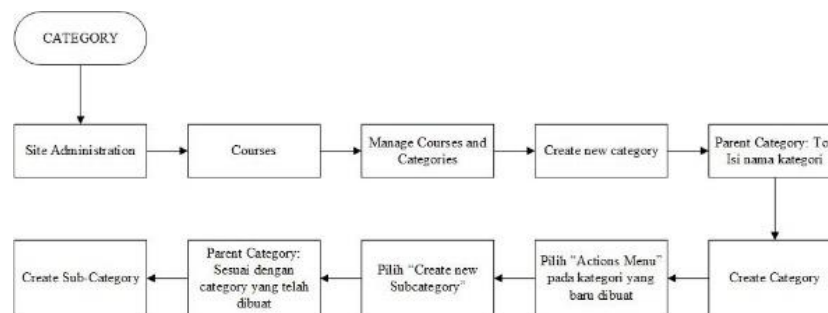 CATEGORY
Site Administration
Courses
Manage Courses and
Categories
Create new category
Parent Category: To
Isi nama kategori
Create Category
Pilih “Actions Menu”
pada kategori yang
baru dibuat
Pilih “Create new
Subcategory”
Parent Category:
Sesuai dengan
category yang telah
dibuat
Create Sub-Category